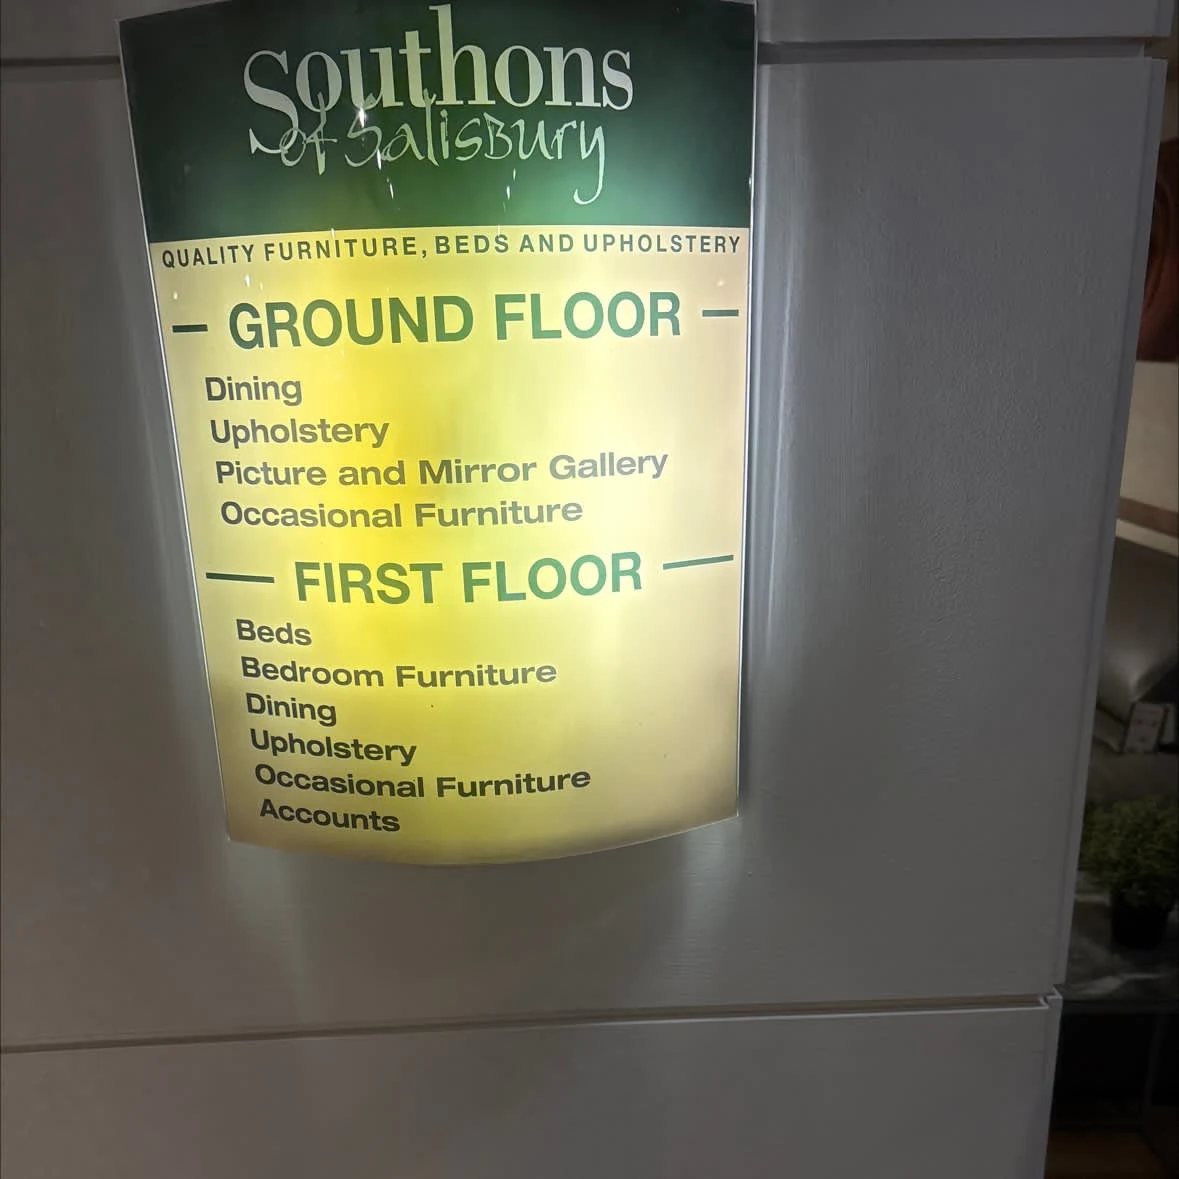 Southons
of Salisbury
QUALITY FURNITURE, BEDS AND UPHOLSTERY
GROUND FLOOR
Dining
Upholstery
Picture and Mirror Gallery
Occasional Furniture
FIRST FLOOR
Beds
Bedroom Furniture
Dining
Upholstery
Occasional Furniture
Accounts